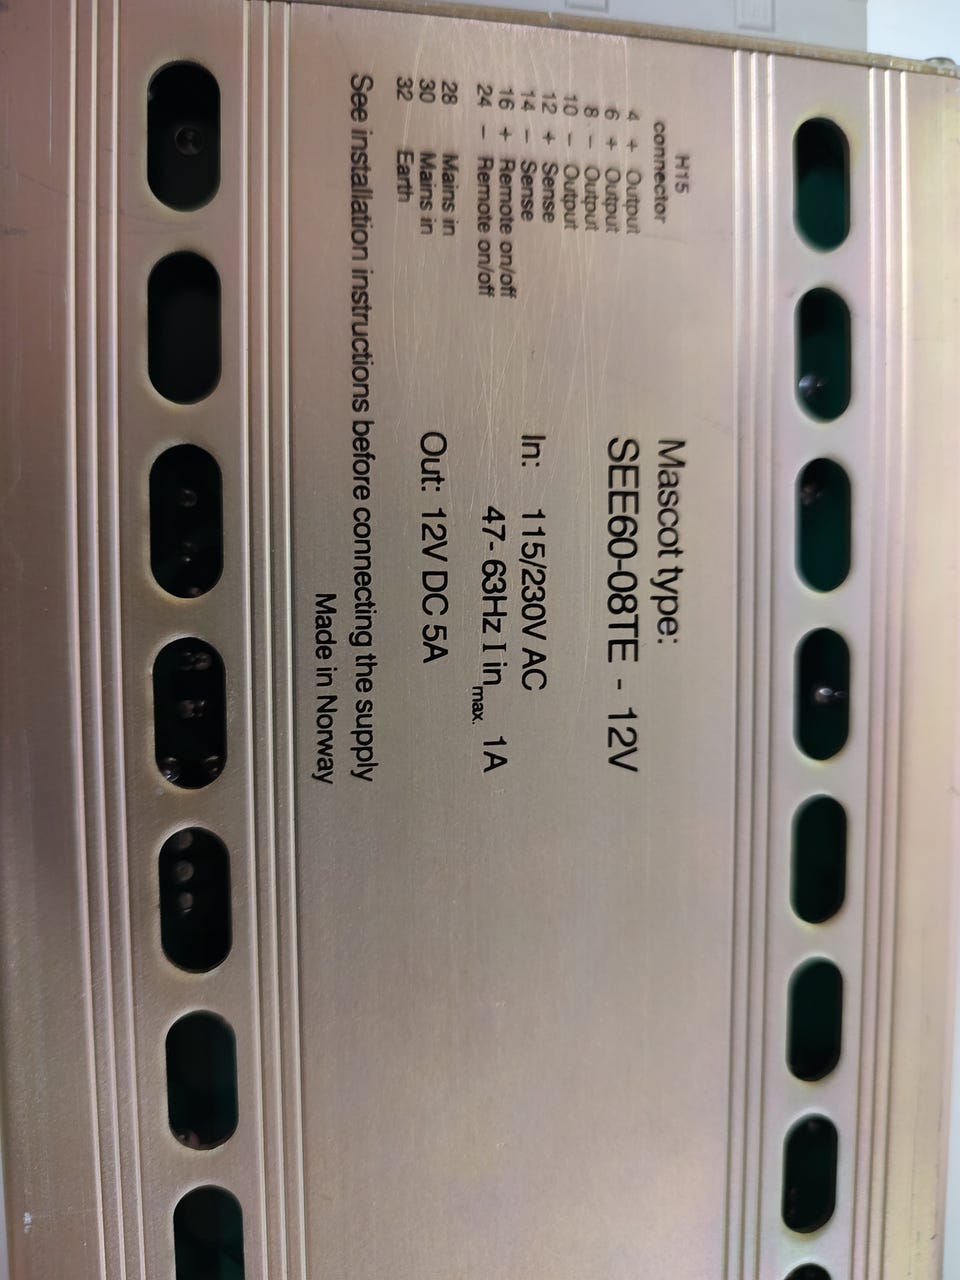 H15
connector
4 + Output
6 + Output
8 - Output
10 - Output
12 + Sense
14 - Sense
16 + Remote on/off
24 - Remote on/off
28 Mains in
30 Mains in
32 Earth
Mascot type:
SEE60-08TE - 12V
In: 115/230V AC
47- 63Hz I in max. 1A
Out: 12V DC 5A
See installation instructions before connecting the supply
Made in Norway